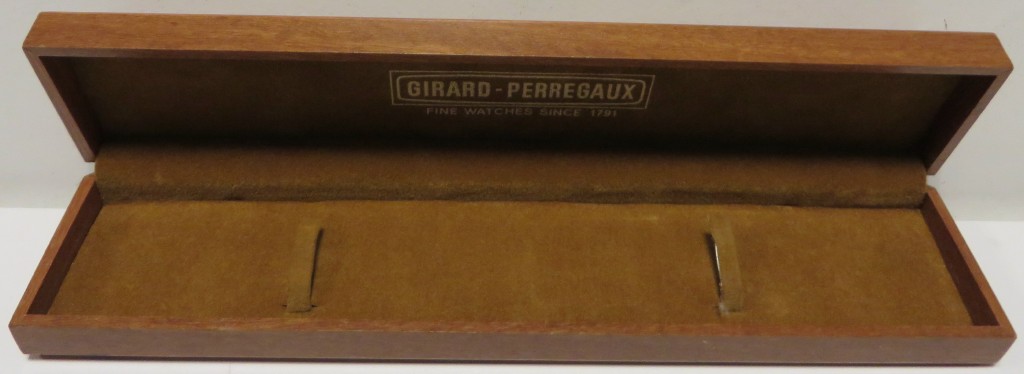 GIRARD-PERREGAUX
FINE WATCHES SINCE 1791